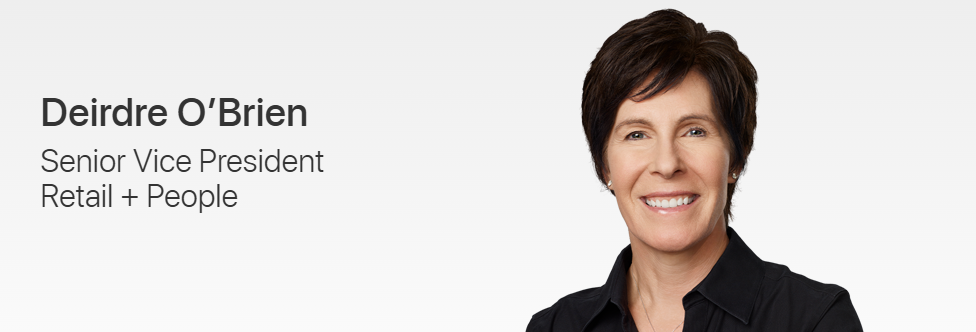 Deirdre O’Brien
Senior Vice President
Retail + People